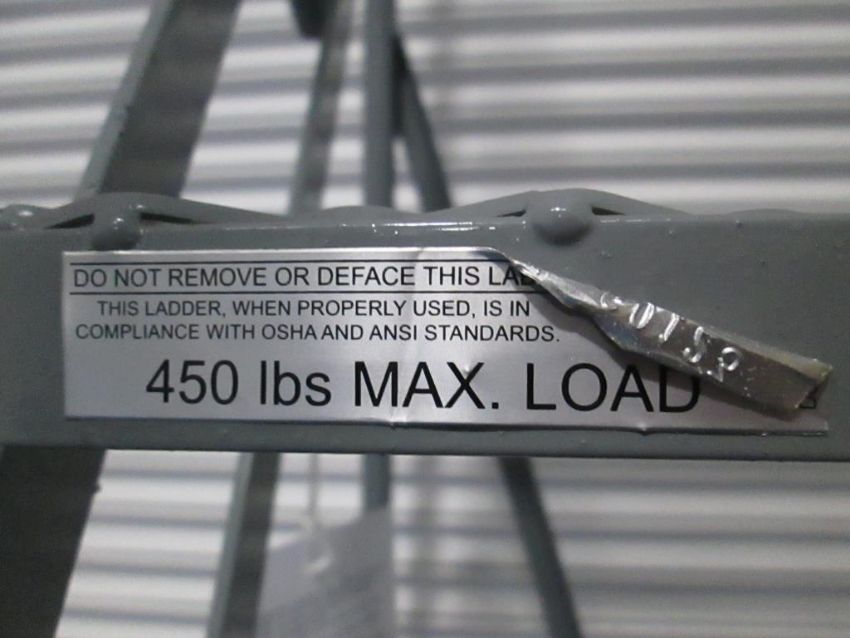 DO NOT REMOVE OR DEFACE THIS
THIS LADDER, WHEN PROPERLY USED, IS IN
COMPLIANCE WITH OSHA AND ANSI STANDARDS.
450 lbs MAX. LOAD